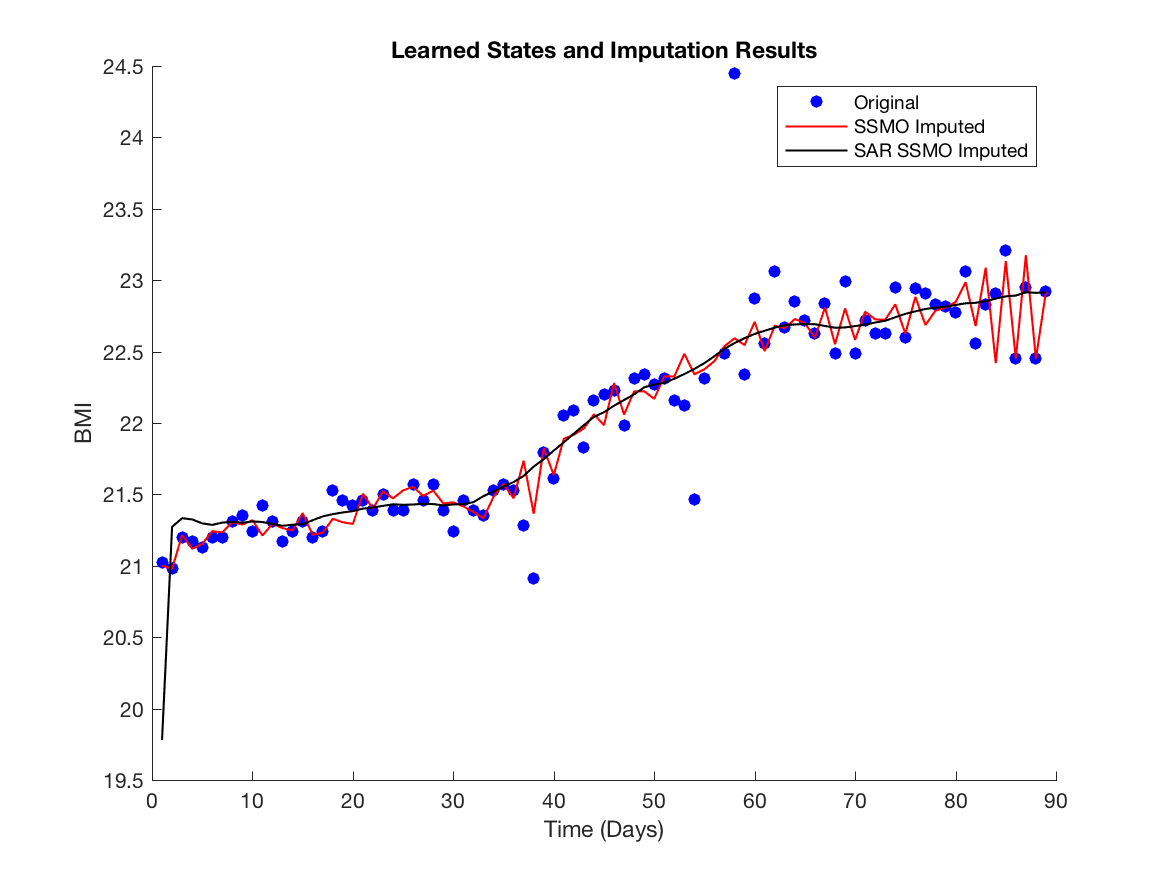 Learned States and Imputation Results
24.5
24
23.5
23
22.5
22
21.5
21
20.5
20
19.5
BMI
Original
SSMO Imputed
SAR SSMO Imputed
0 10 20 30 40 50 60 70 80 90
Time (Days)